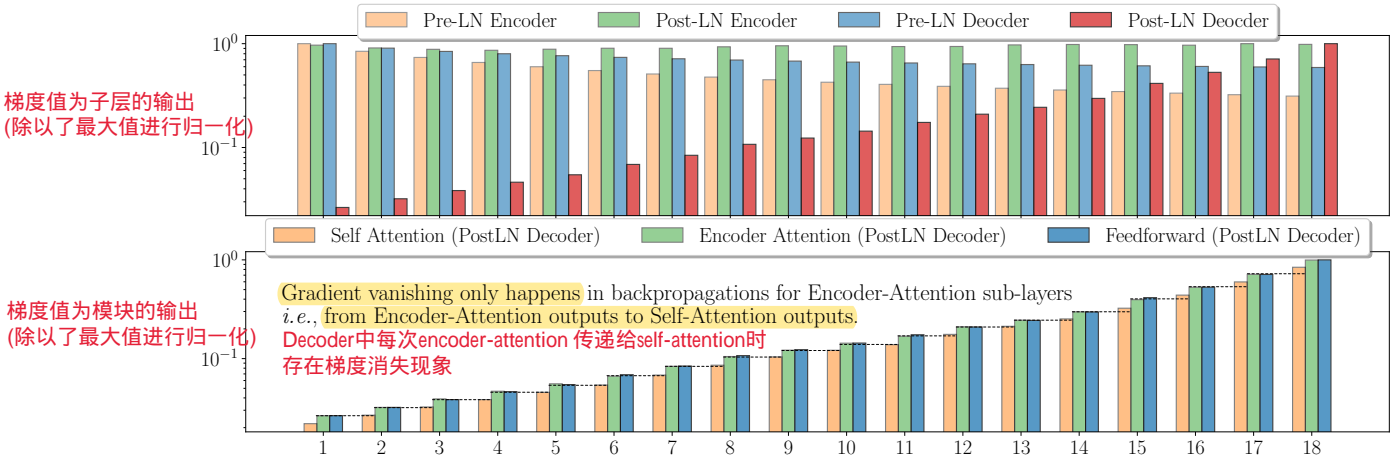 Pre-LN Encoder Post-LN Encoder Pre-LN Deocder Post-LN Deocder
10^0
梯度值为子层的输出
(除以了最大值进行归一化)
10^-1
Self Attention (PostLN Decoder) Encoder Attention (PostLN Decoder) Feedforward (PostLN Decoder)
10^0
Gradient vanishing only happens in backpropagations for Encoder-Attention sub-layers
梯度值为模块的输出
i.e., from Encoder-Attention outputs to Self-Attention outputs.
(除以了最大值进行归一化)
Decoder中每次encoder-attention 传递给self-attention时
10^-1
存在梯度消失现象
1 2 3 4 5 6 7 8 9 10 11 12 13 14 15 16 17 18